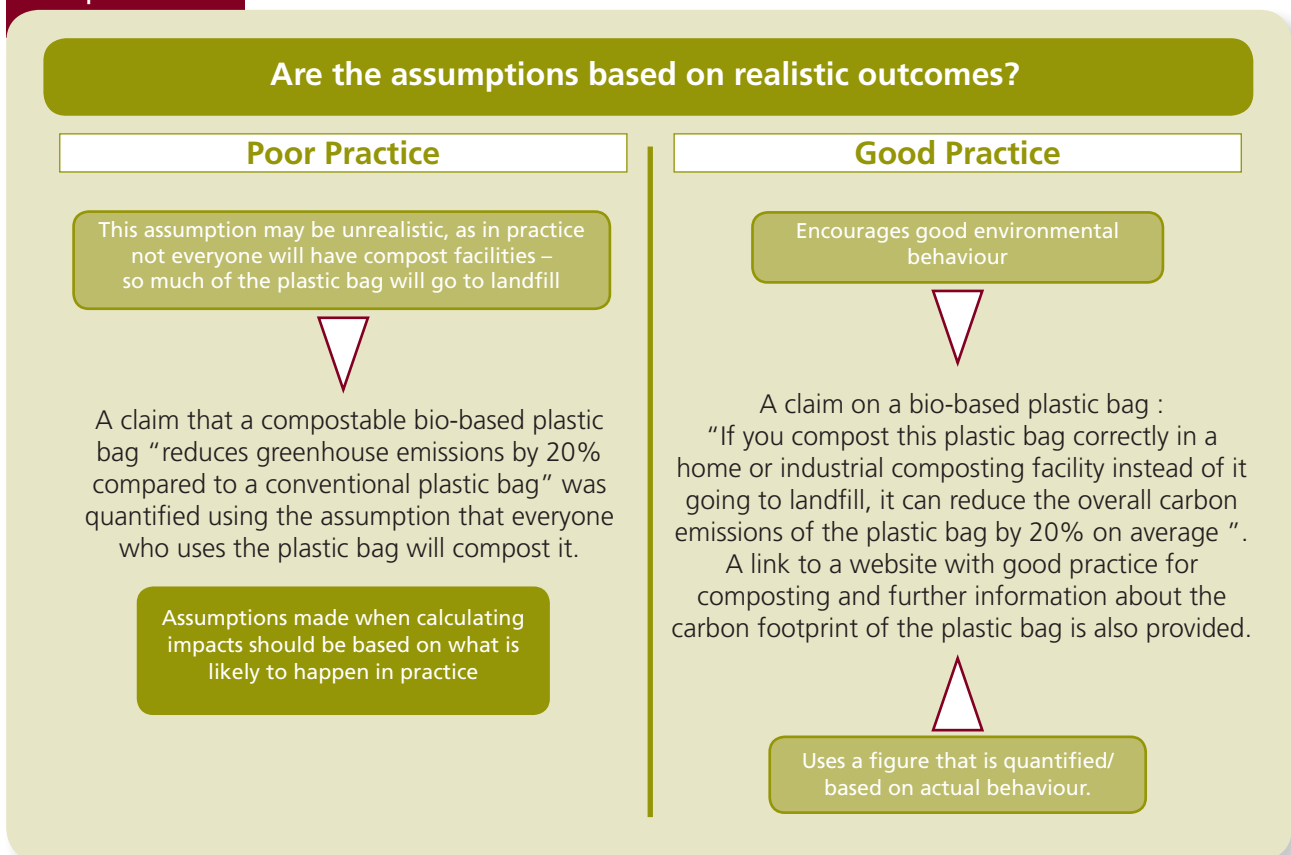 Are the assumptions based on realistic outcomes?
Poor Practice
This assumption may be unrealistic, as in practice
not everyone will have compost facilities –
so much of the plastic bag will go to landfill
A claim that a compostable bio-based plastic
bag “reduces greenhouse emissions by 20%
compared to a conventional plastic bag” was
quantified using the assumption that everyone
who uses the plastic bag will compost it.
Assumptions made when calculating
impacts should be based on what is
likely to happen in practice
Good Practice
Encourages good environmental
behaviour
A claim on a bio-based plastic bag :
“If you compost this plastic bag correctly in a
home or industrial composting facility instead of it
going to landfill, it can reduce the overall carbon
emissions of the plastic bag by 20% on average ”.
A link to a website with good practice for
composting and further information about the
carbon footprint of the plastic bag is also provided.
Uses a figure that is quantified/
based on actual behaviour.